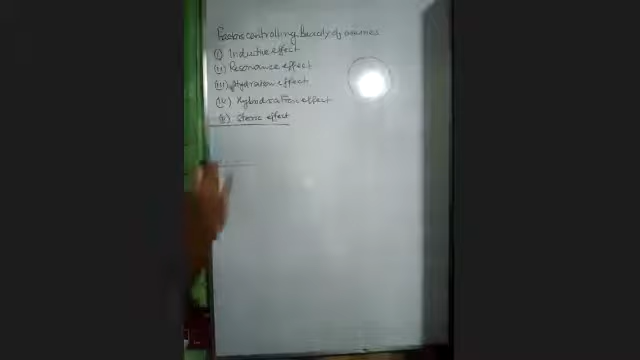 Factors controlling Basicity of amines
(i) Inductive effect
(ii) Resonance effect
(iii) Hydration effect
(iv) Hybridisation effect
(v) Steric effect